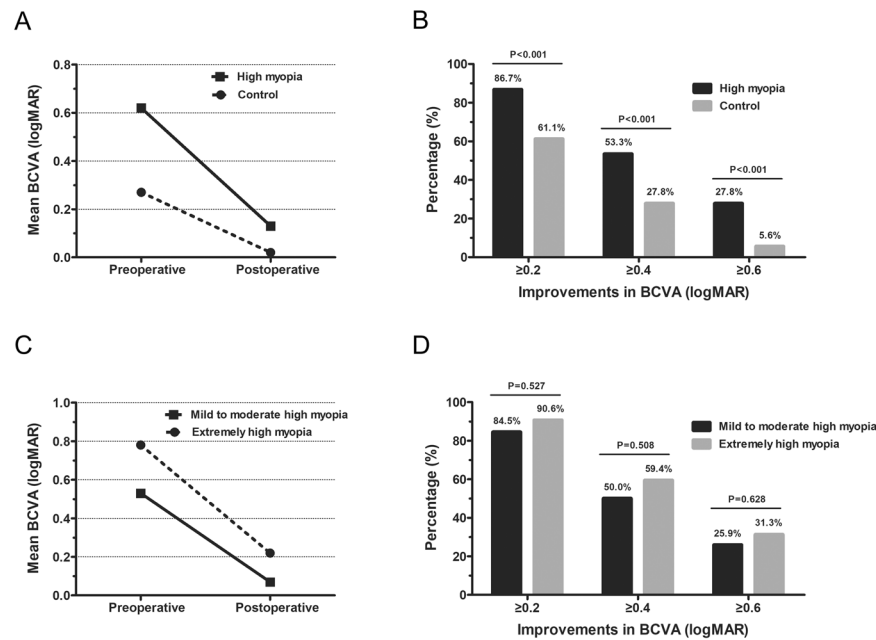 A
Mean BCVA (logMAR)
0.8
0.6
0.4
0.2
0.0
High myopia
Control
Preoperative
Postoperative
B
Percentage (%)
100
80
60
40
20
0
P<0.001
86.7%
61.1%
P<0.001
53.3%
27.8%
P<0.001
27.8%
5.6%
High myopia
Control
≥0.2
≥0.4
≥0.6
Improvements in BCVA (logMAR)
C
Mean BCVA (logMAR)
1.0
0.8
0.6
0.4
0.2
0.0
Mild to moderate high myopia
Extremely high myopia
Preoperative
Postoperative
D
Percentage (%)
100
80
60
40
20
0
P=0.527
84.5%
90.6%
P=0.508
50.0%
59.4%
P=0.628
25.9%
31.3%
Mild to moderate high myopia
Extremely high myopia
≥0.2
≥0.4
≥0.6
Improvements in BCVA (logMAR)